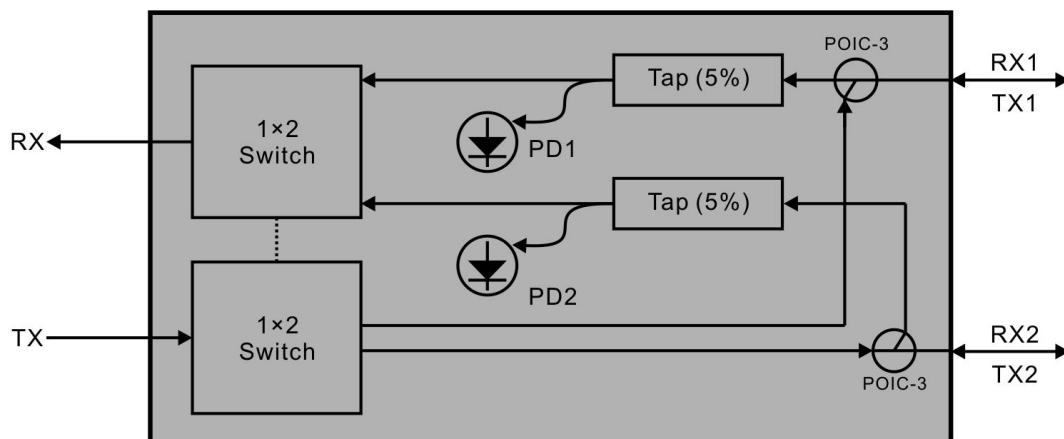 POIC-3
RX1
TX1
Tap (5%)
1×2
Switch
PD1
RX
Tap (5%)
PD2
1×2
Switch
TX
RX2
TX2
POIC-3